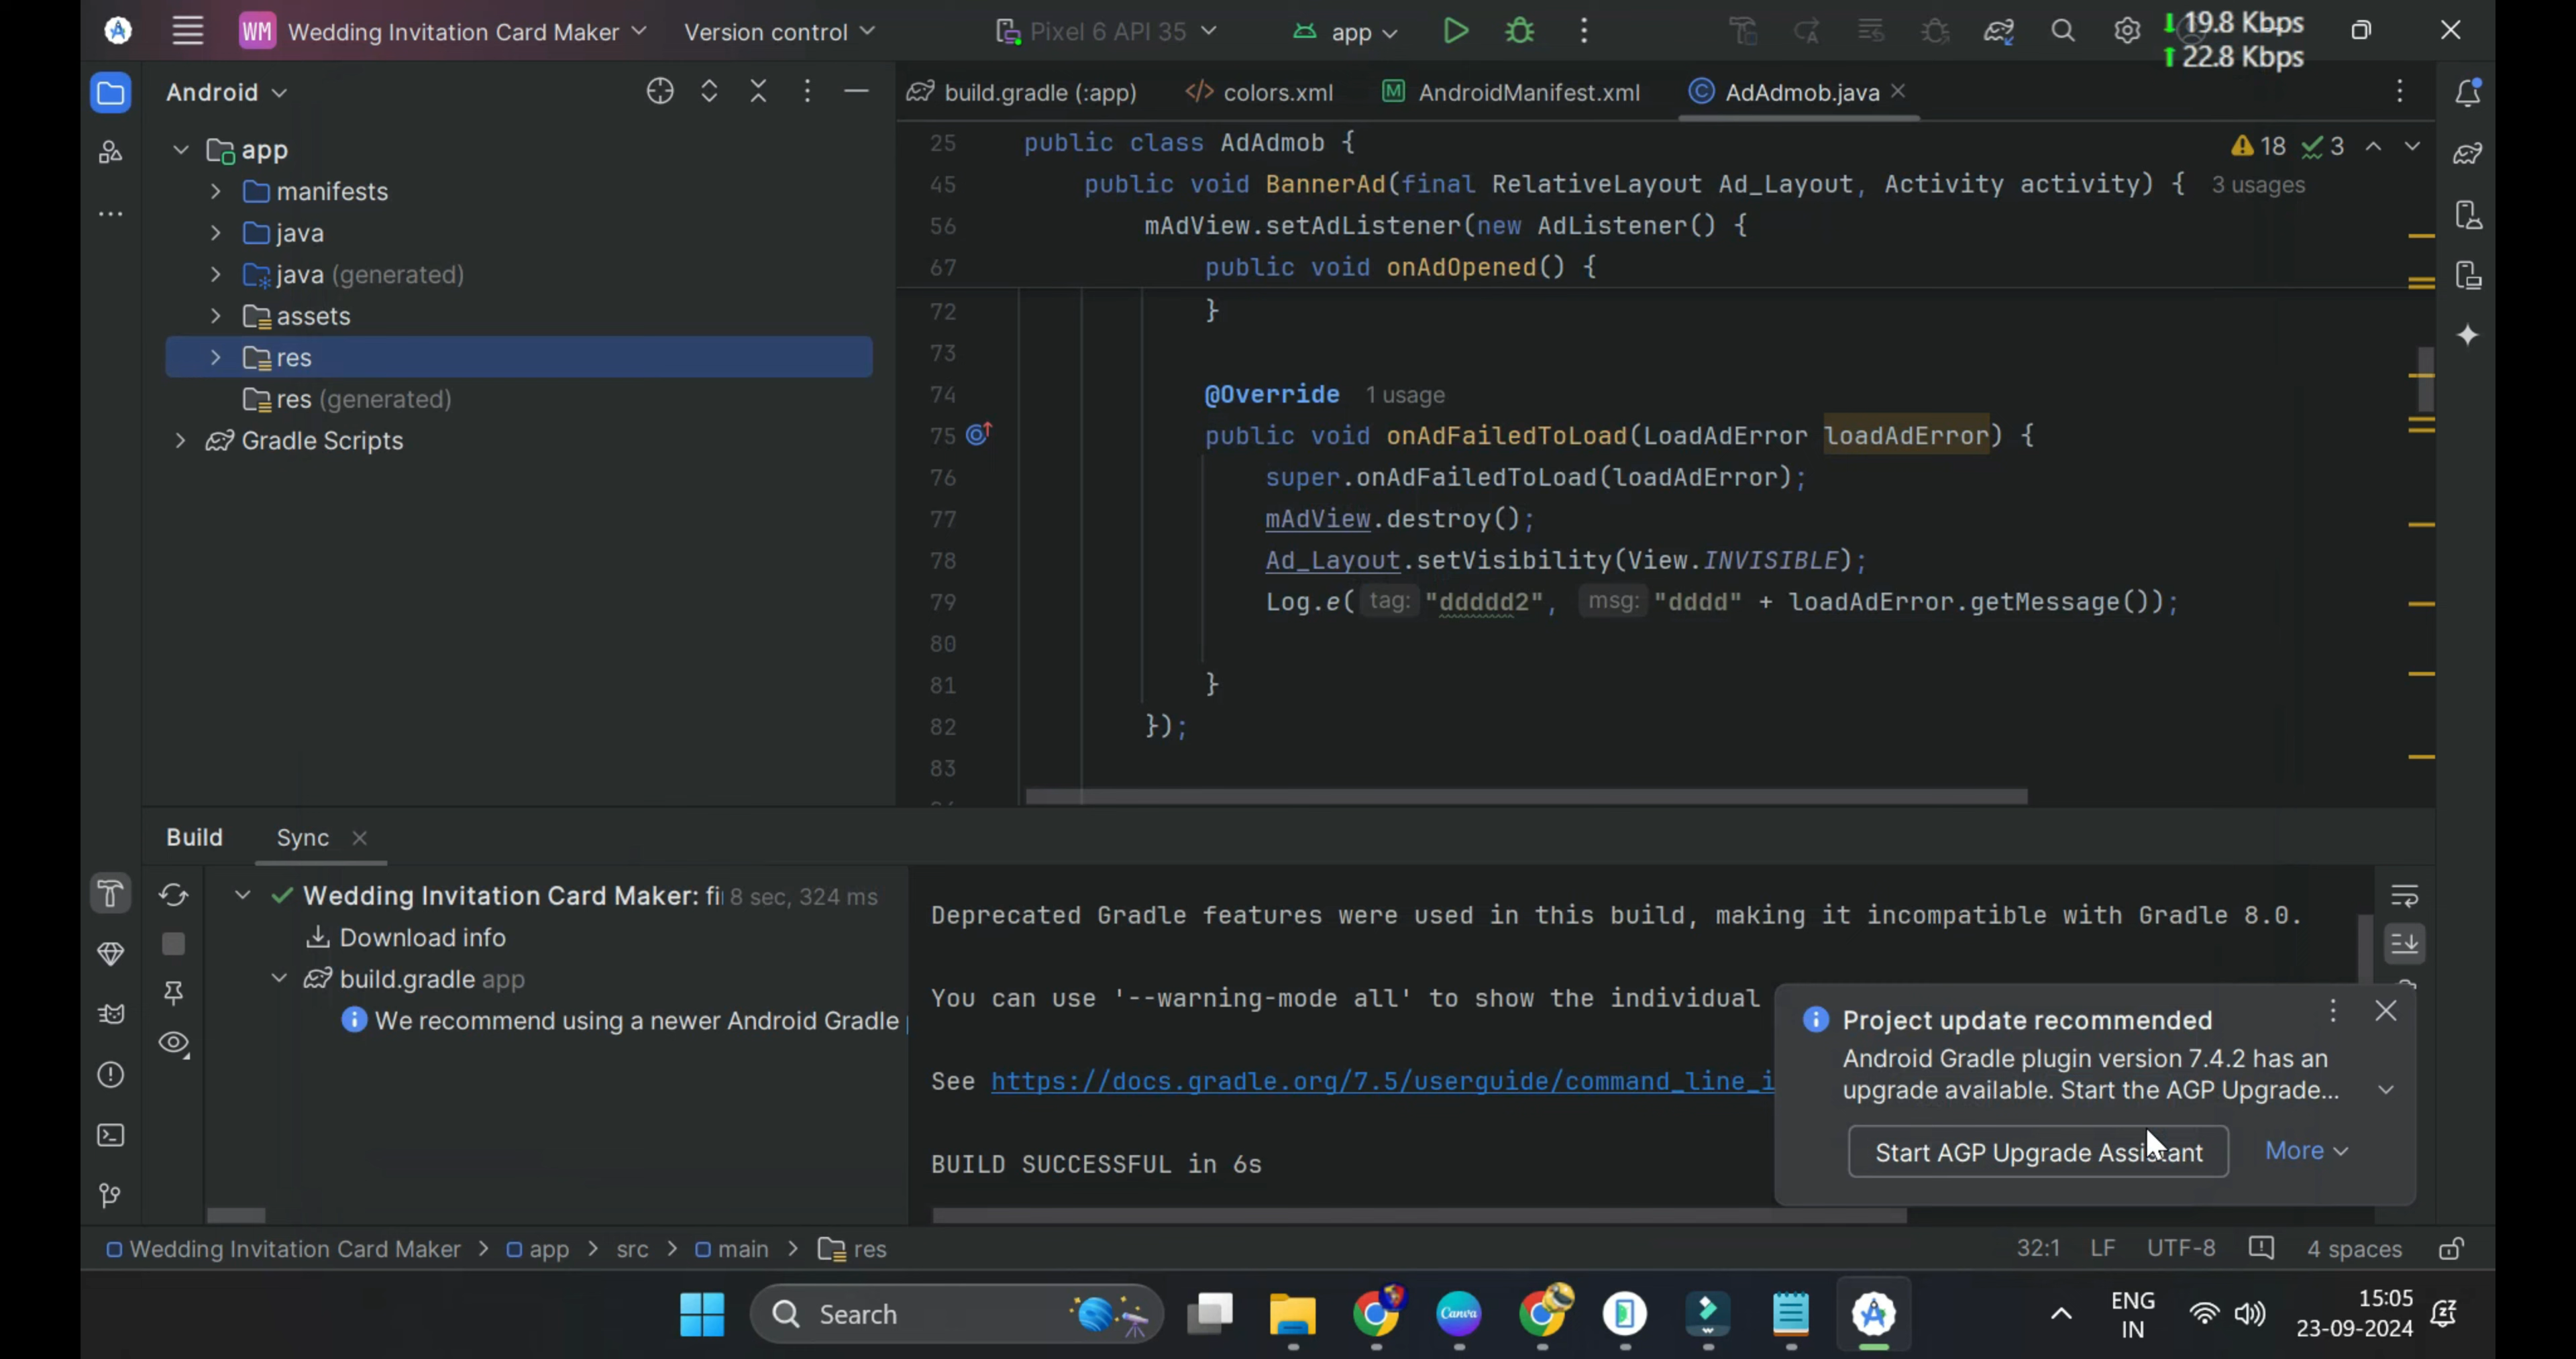 WM Wedding Invitation Card Maker Version control Pixel 6 API 35 app 19.8 Kbps
22.8 Kbps
Android
app
manifests
java
java (generated)
assets
res
res (generated)
Gradle Scripts
build.gradle (:app) colors.xml AndroidManifest.xml AdAdmob.java
18 3
25 public class AdAdmob {
45 public void BannerAd(final RelativeLayout Ad_Layout, Activity activity) { 3 usages
56 mAdView.setAdListener(new AdListener() {
67 public void onAdOpened() {
72 }
73
74 @Override 1 usage
75 public void onAdFailedToLoad(LoadAdError loadAdError) {
76 super.onAdFailedToLoad(loadAdError);
77 mAdView.destroy();
78 Ad_Layout.setVisibility(View.INVISIBLE);
79 Log.e( tag: "ddddd2", msg: "dddd" + loadAdError.getMessage());
80
81 }
82 });
83
Build Sync
Wedding Invitation Card Maker: fi 8 sec, 324 ms
Download info
build.gradle app
We recommend using a newer Android Gradle
Deprecated Gradle features were used in this build, making it incompatible with Gradle 8.0.
You can use '--warning-mode all' to show the individual
See https://docs.gradle.org/7.5/userguide/command_line_i
BUILD SUCCESSFUL in 6s
Project update recommended
Android Gradle plugin version 7.4.2 has an
upgrade available. Start the AGP Upgrade...
Start AGP Upgrade Assistant More
Wedding Invitation Card Maker > app > src > main > res
32:1 LF UTF-8 4 spaces
Search
Canva
ENG
IN
15:05
23-09-2024